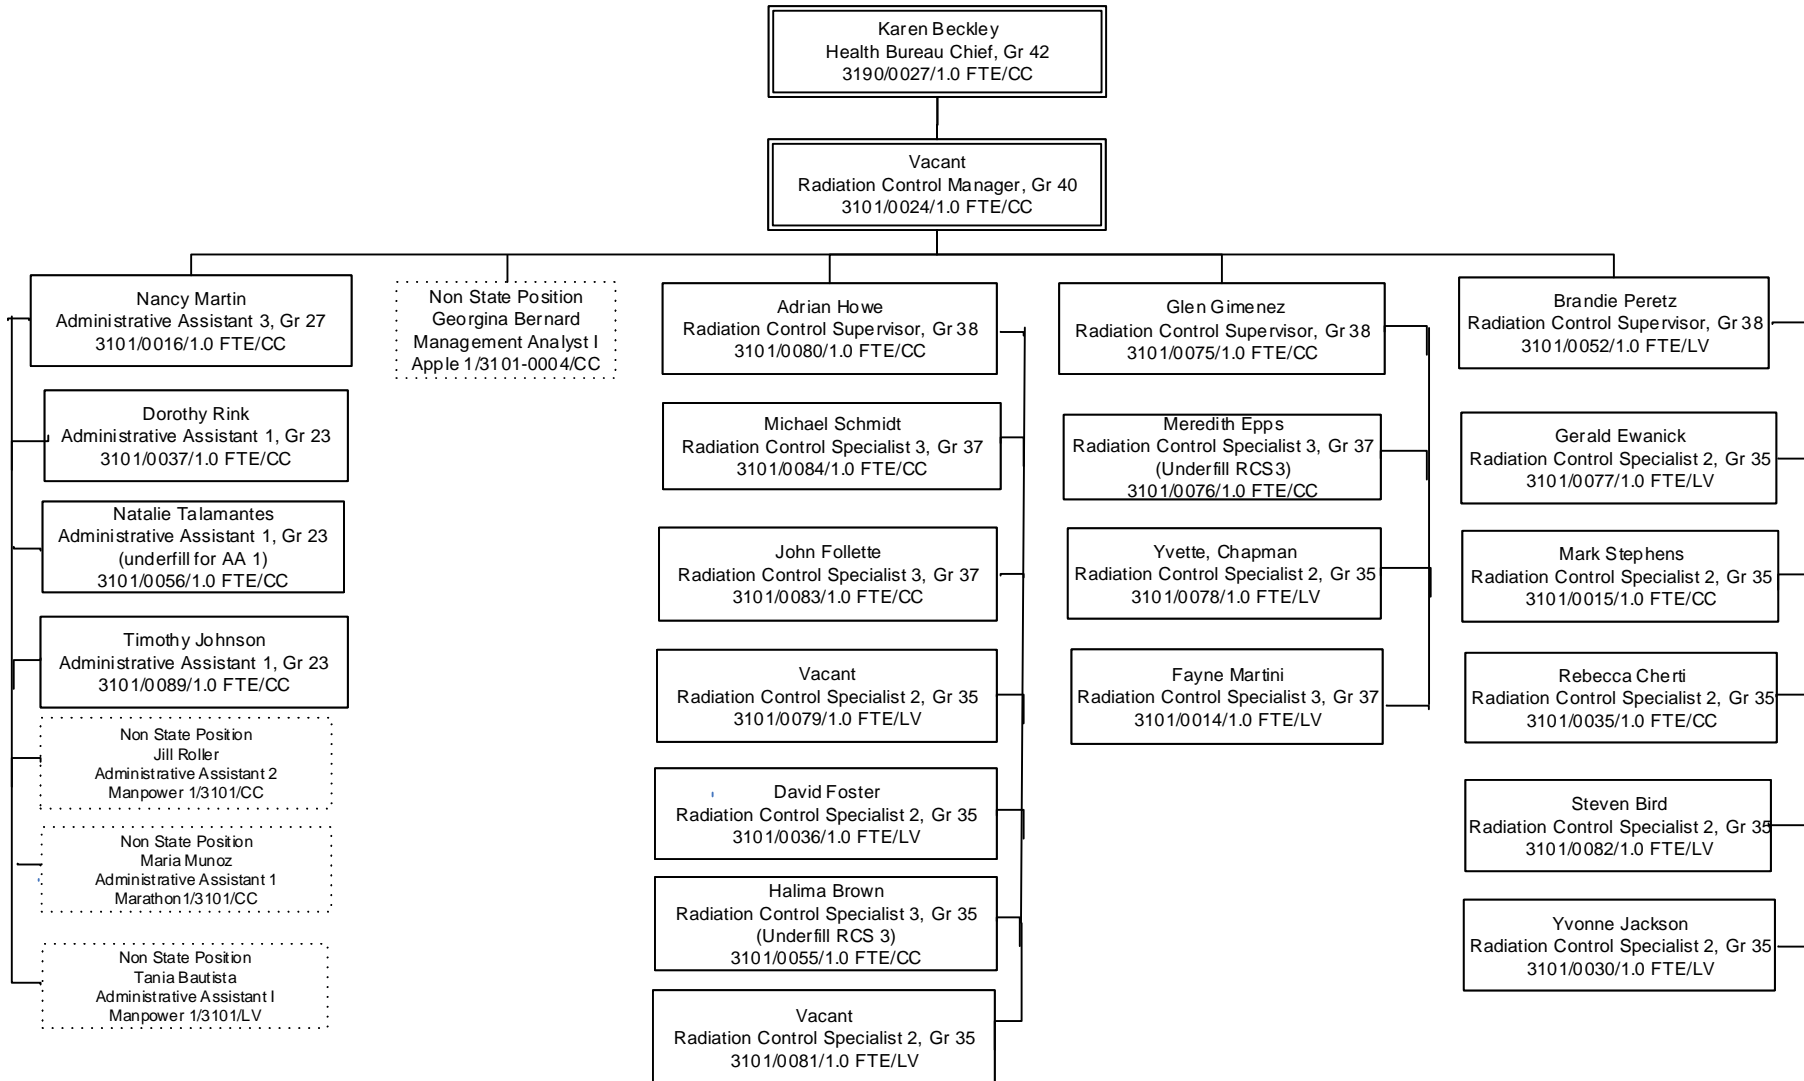 Karen Beckley
Health Bureau Chief, Gr 42
3190/0027/1.0 FTE/CC
Vacant
Radiation Control Manager, Gr 40
3101/0024/1.0 FTE/CC
Nancy Martin
Administrative Assistant 3, Gr 27
3101/0016/1.0 FTE/CC
Dorothy Rink
Administrative Assistant 1, Gr 23
3101/0037/1.0 FTE/CC
Natalie Talamantes
Administrative Assistant 1, Gr 23
(underfill for AA 1)
3101/0056/1.0 FTE/CC
Timothy Johnson
Administrative Assistant 1, Gr 23
3101/0089/1.0 FTE/CC
Non State Position
Jill Roller
Administrative Assistant 2
Manpower 1/3101/CC
Non State Position
Maria Munoz
Administrative Assistant 1
Marathon1/3101/CC
Non State Position
Tania Bautista
Administrative Assistant I
Manpower 1/3101/LV
Non State Position
Georgina Bernard
Management Analyst I
Apple 1/3101-0004/CC
Adrian Howe
Radiation Control Supervisor, Gr 38
3101/0080/1.0 FTE/CC
Michael Schmidt
Radiation Control Specialist 3, Gr 37
3101/0084/1.0 FTE/CC
John Follette
Radiation Control Specialist 3, Gr 37
3101/0083/1.0 FTE/CC
Vacant
Radiation Control Specialist 2, Gr 35
3101/0079/1.0 FTE/LV
David Foster
Radiation Control Specialist 2, Gr 35
3101/0036/1.0 FTE/LV
Halima Brown
Radiation Control Specialist 3, Gr 35
(Underfill RCS 3)
3101/0055/1.0 FTE/CC
Vacant
Radiation Control Specialist 2, Gr 35
3101/0081/1.0 FTE/LV
Glen Gimenez
Radiation Control Supervisor, Gr 38
3101/0075/1.0 FTE/CC
Meredith Epps
Radiation Control Specialist 3, Gr 37
(Underfill RCS3)
3101/0076/1.0 FTE/CC
Yvette, Chapman
Radiation Control Specialist 2, Gr 35
3101/0078/1.0 FTE/LV
Fayne Martini
Radiation Control Specialist 3, Gr 37
3101/0014/1.0 FTE/LV
Brandie Peretz
Radiation Control Supervisor, Gr 38
3101/0052/1.0 FTE/LV
Gerald Ewanick
Radiation Control Specialist 2, Gr 35
3101/0077/1.0 FTE/LV
Mark Stephens
Radiation Control Specialist 2, Gr 35
3101/0015/1.0 FTE/CC
Rebecca Cherti
Radiation Control Specialist 2, Gr 35
3101/0035/1.0 FTE/CC
Steven Bird
Radiation Control Specialist 2, Gr 35
3101/0082/1.0 FTE/LV
Yvonne Jackson
Radiation Control Specialist 2, Gr 35
3101/0030/1.0 FTE/LV